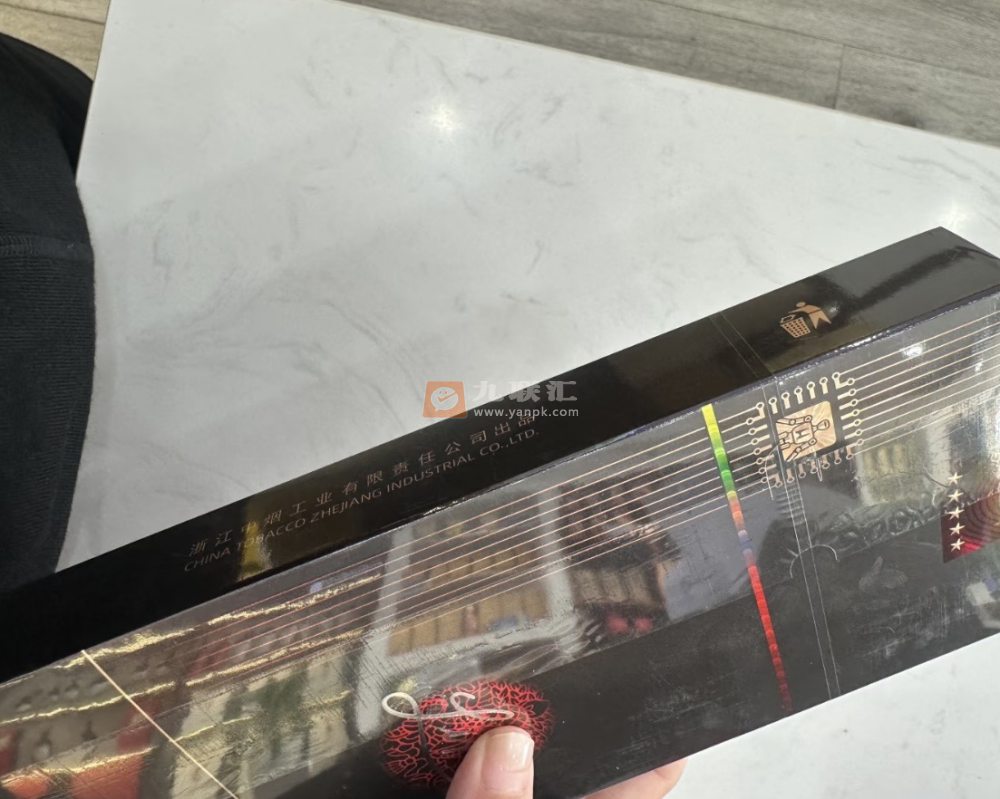 九联汇
www.yanpk.com
浙江中烟工业有限责任公司出品
CHINA TOBACCO ZHEJIANG INDUSTRIAL CO.,LTD.
H